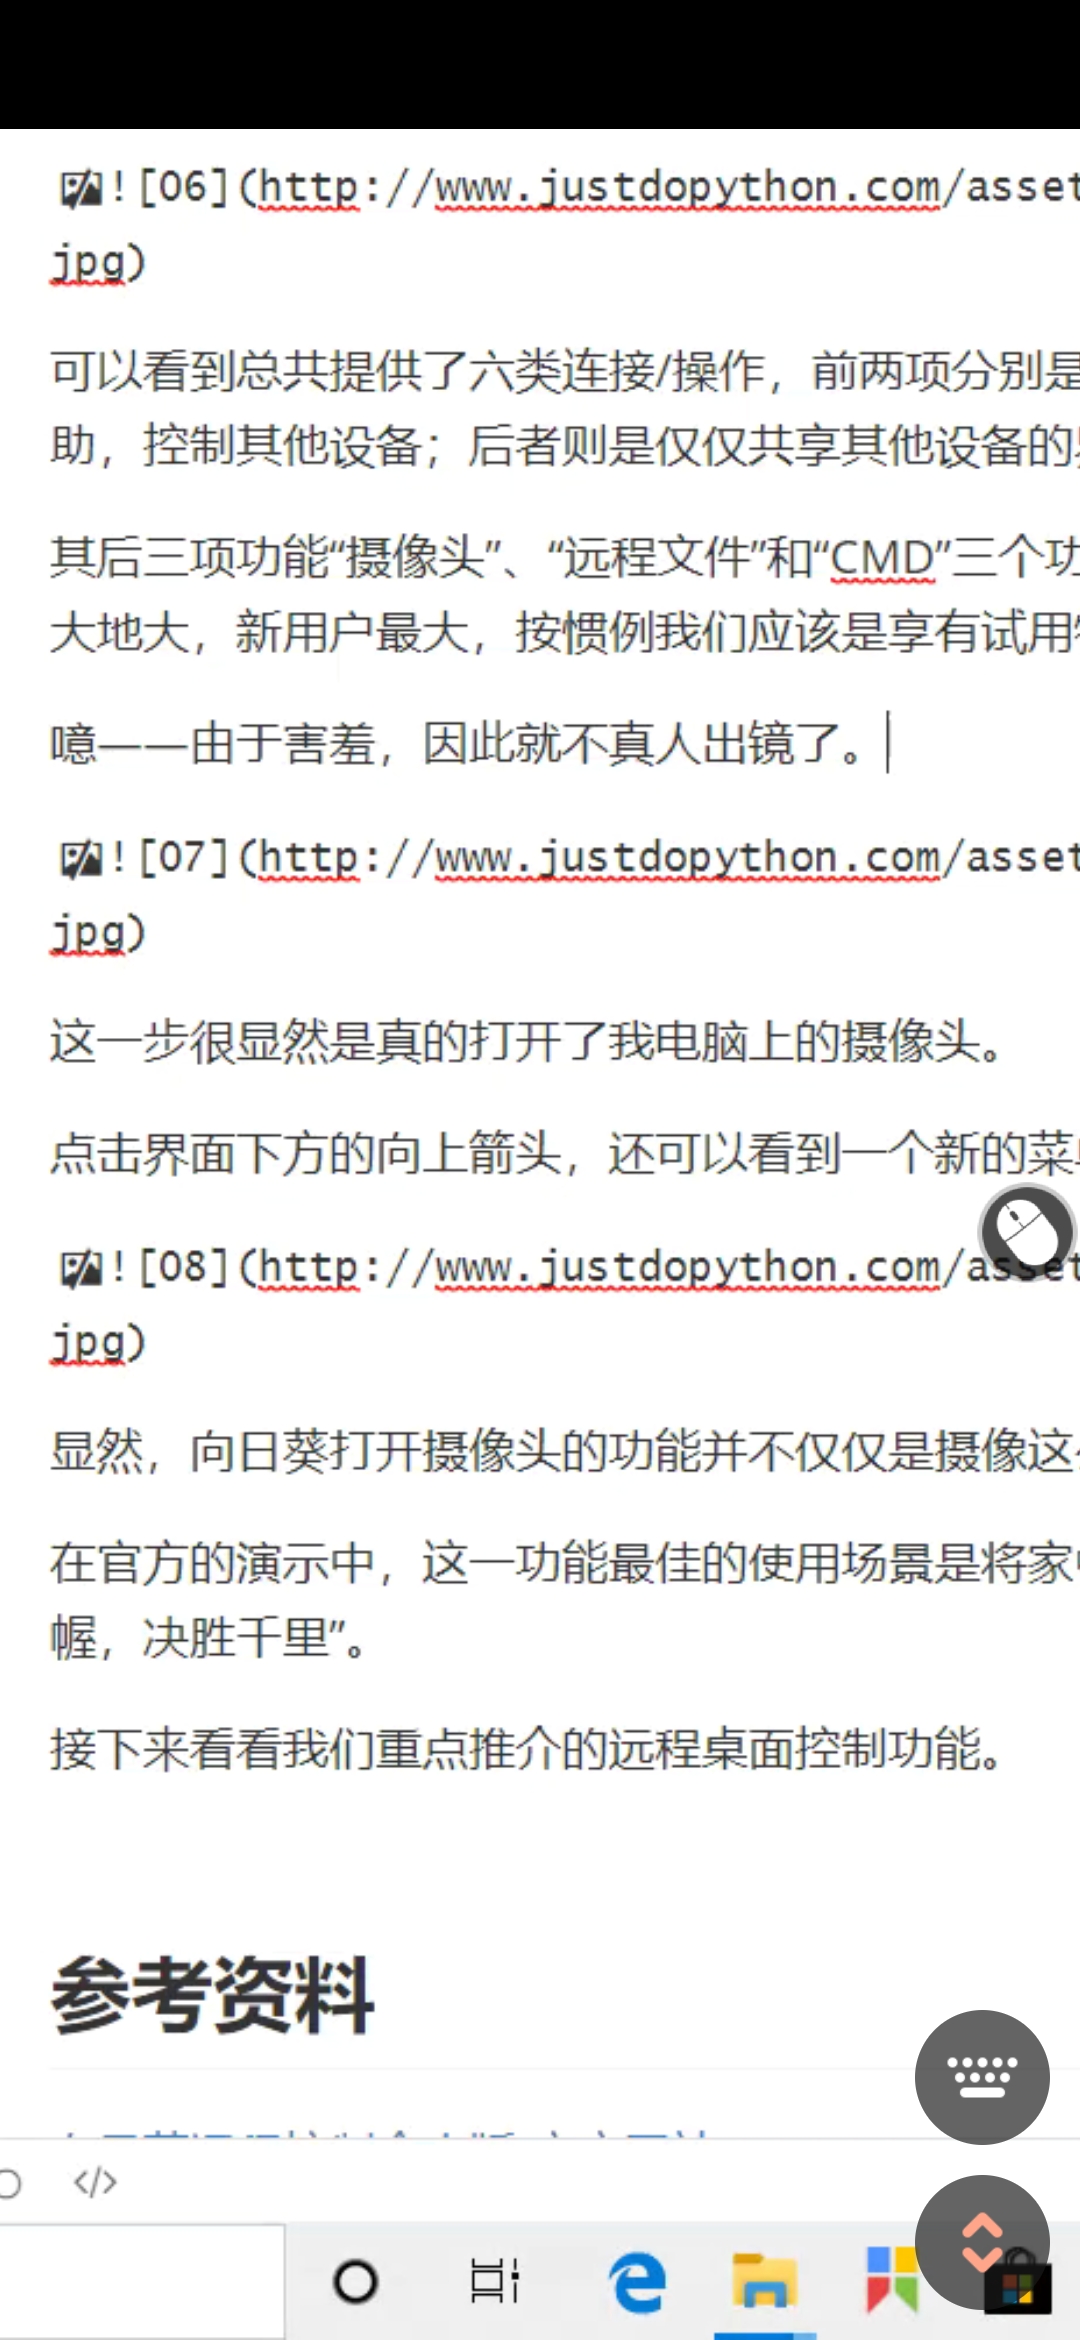 ![06](http://www.justdopython.com/asset
jpg)
可以看到总共提供了六类连接/操作，前两项分别是
助，控制其他设备；后者则是仅仅共享其他设备的
其后三项功能“摄像头”、“远程文件”和“CMD”三个功
大地大，新用户最大，按惯例我们应该是享有试用
噫——由于害羞，因此就不真人出镜了。
![07](http://www.justdopython.com/asset
jpg)
这一步很显然是真的打开了我电脑上的摄像头。
点击界面下方的向上箭头，还可以看到一个新的菜单
![08](http://www.justdopython.com/asset
jpg)
显然，向日葵打开摄像头的功能并不仅仅是摄像这
在官方的演示中，这一功能最佳的使用场景是将家中
幄，决胜千里”。
接下来看看我们重点推介的远程桌面控制功能。
参考资料